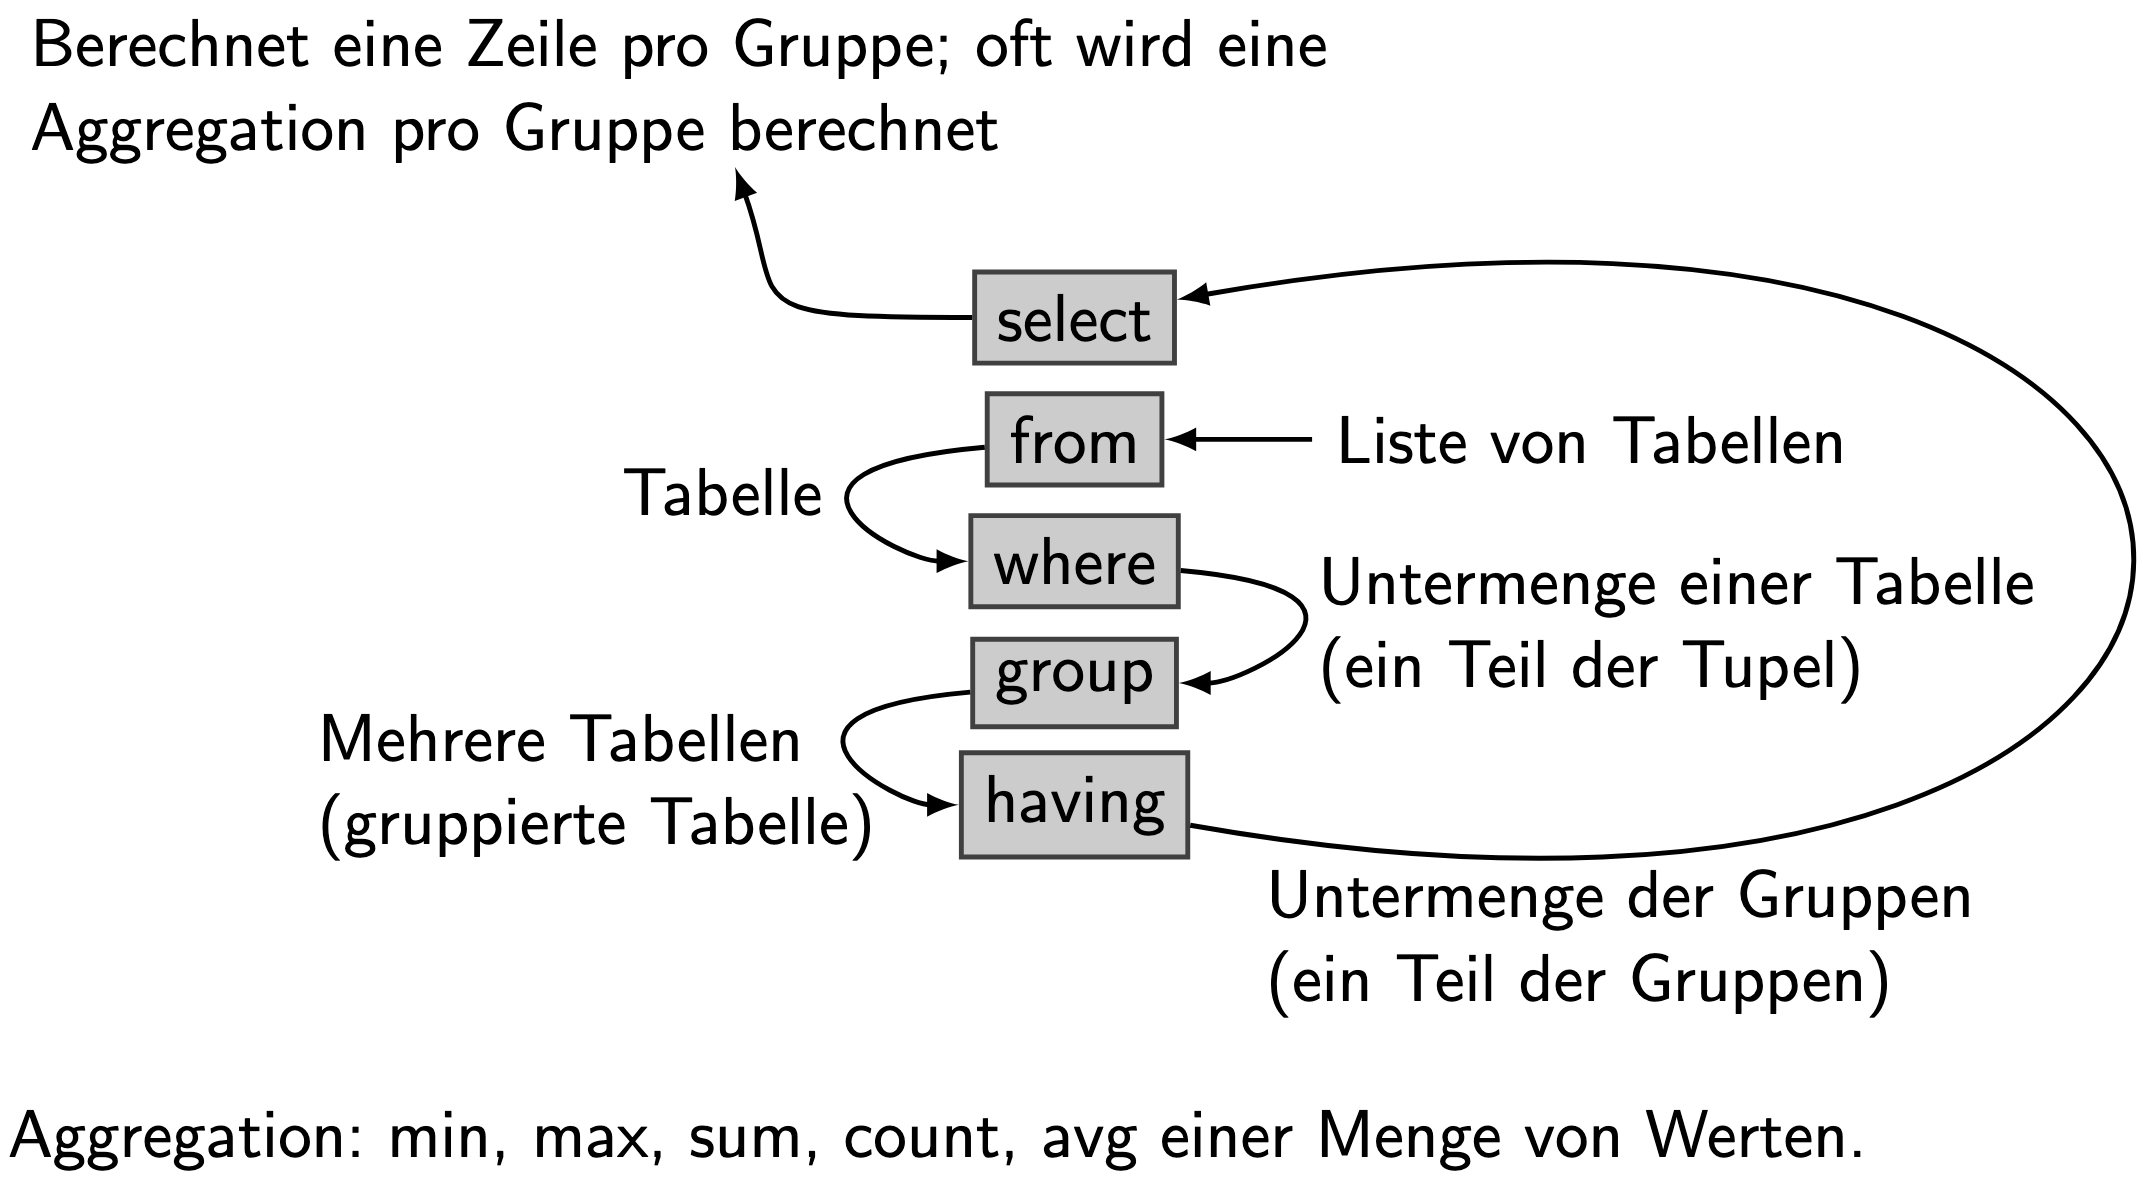 Berechnet eine Zeile pro Gruppe; oft wird eine
Aggregation pro Gruppe berechnet
select
from
Liste von Tabellen
Tabelle
where
Untermenge einer Tabelle
(ein Teil der Tupel)
group
Mehrere Tabellen
(gruppierte Tabelle)
having
Untermenge der Gruppen
(ein Teil der Gruppen)
Aggregation: min, max, sum, count, avg einer Menge von Werten.